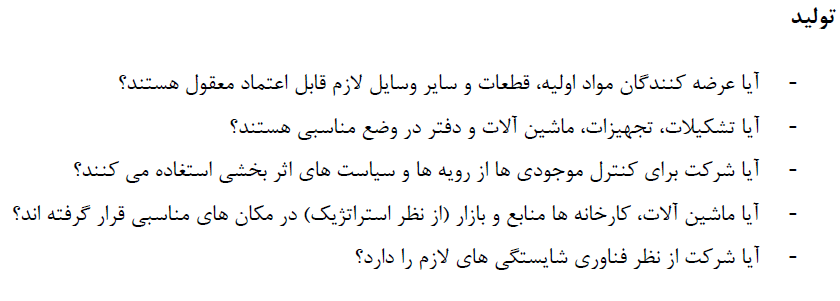 تولید
- آیا عرضه کنندگان مواد اولیه، قطعات و سایر وسایل لازم قابل اعتماد معقول هستند؟
- آیا تشکیلات، تجهیزات، ماشین آلات و دفتر در وضع مناسبی هستند؟
- آیا شرکت برای کنترل موجودی ها از رویه ها و سیاست های اثر بخشی استفاده می کنند؟
- آیا ماشین آلات، کارخانه ها منابع و بازار (از نظر استراتژیک) در مکان های مناسبی قرار گرفته اند؟
- آیا شرکت از نظر فناوری شایستگی های لازم را دارد؟